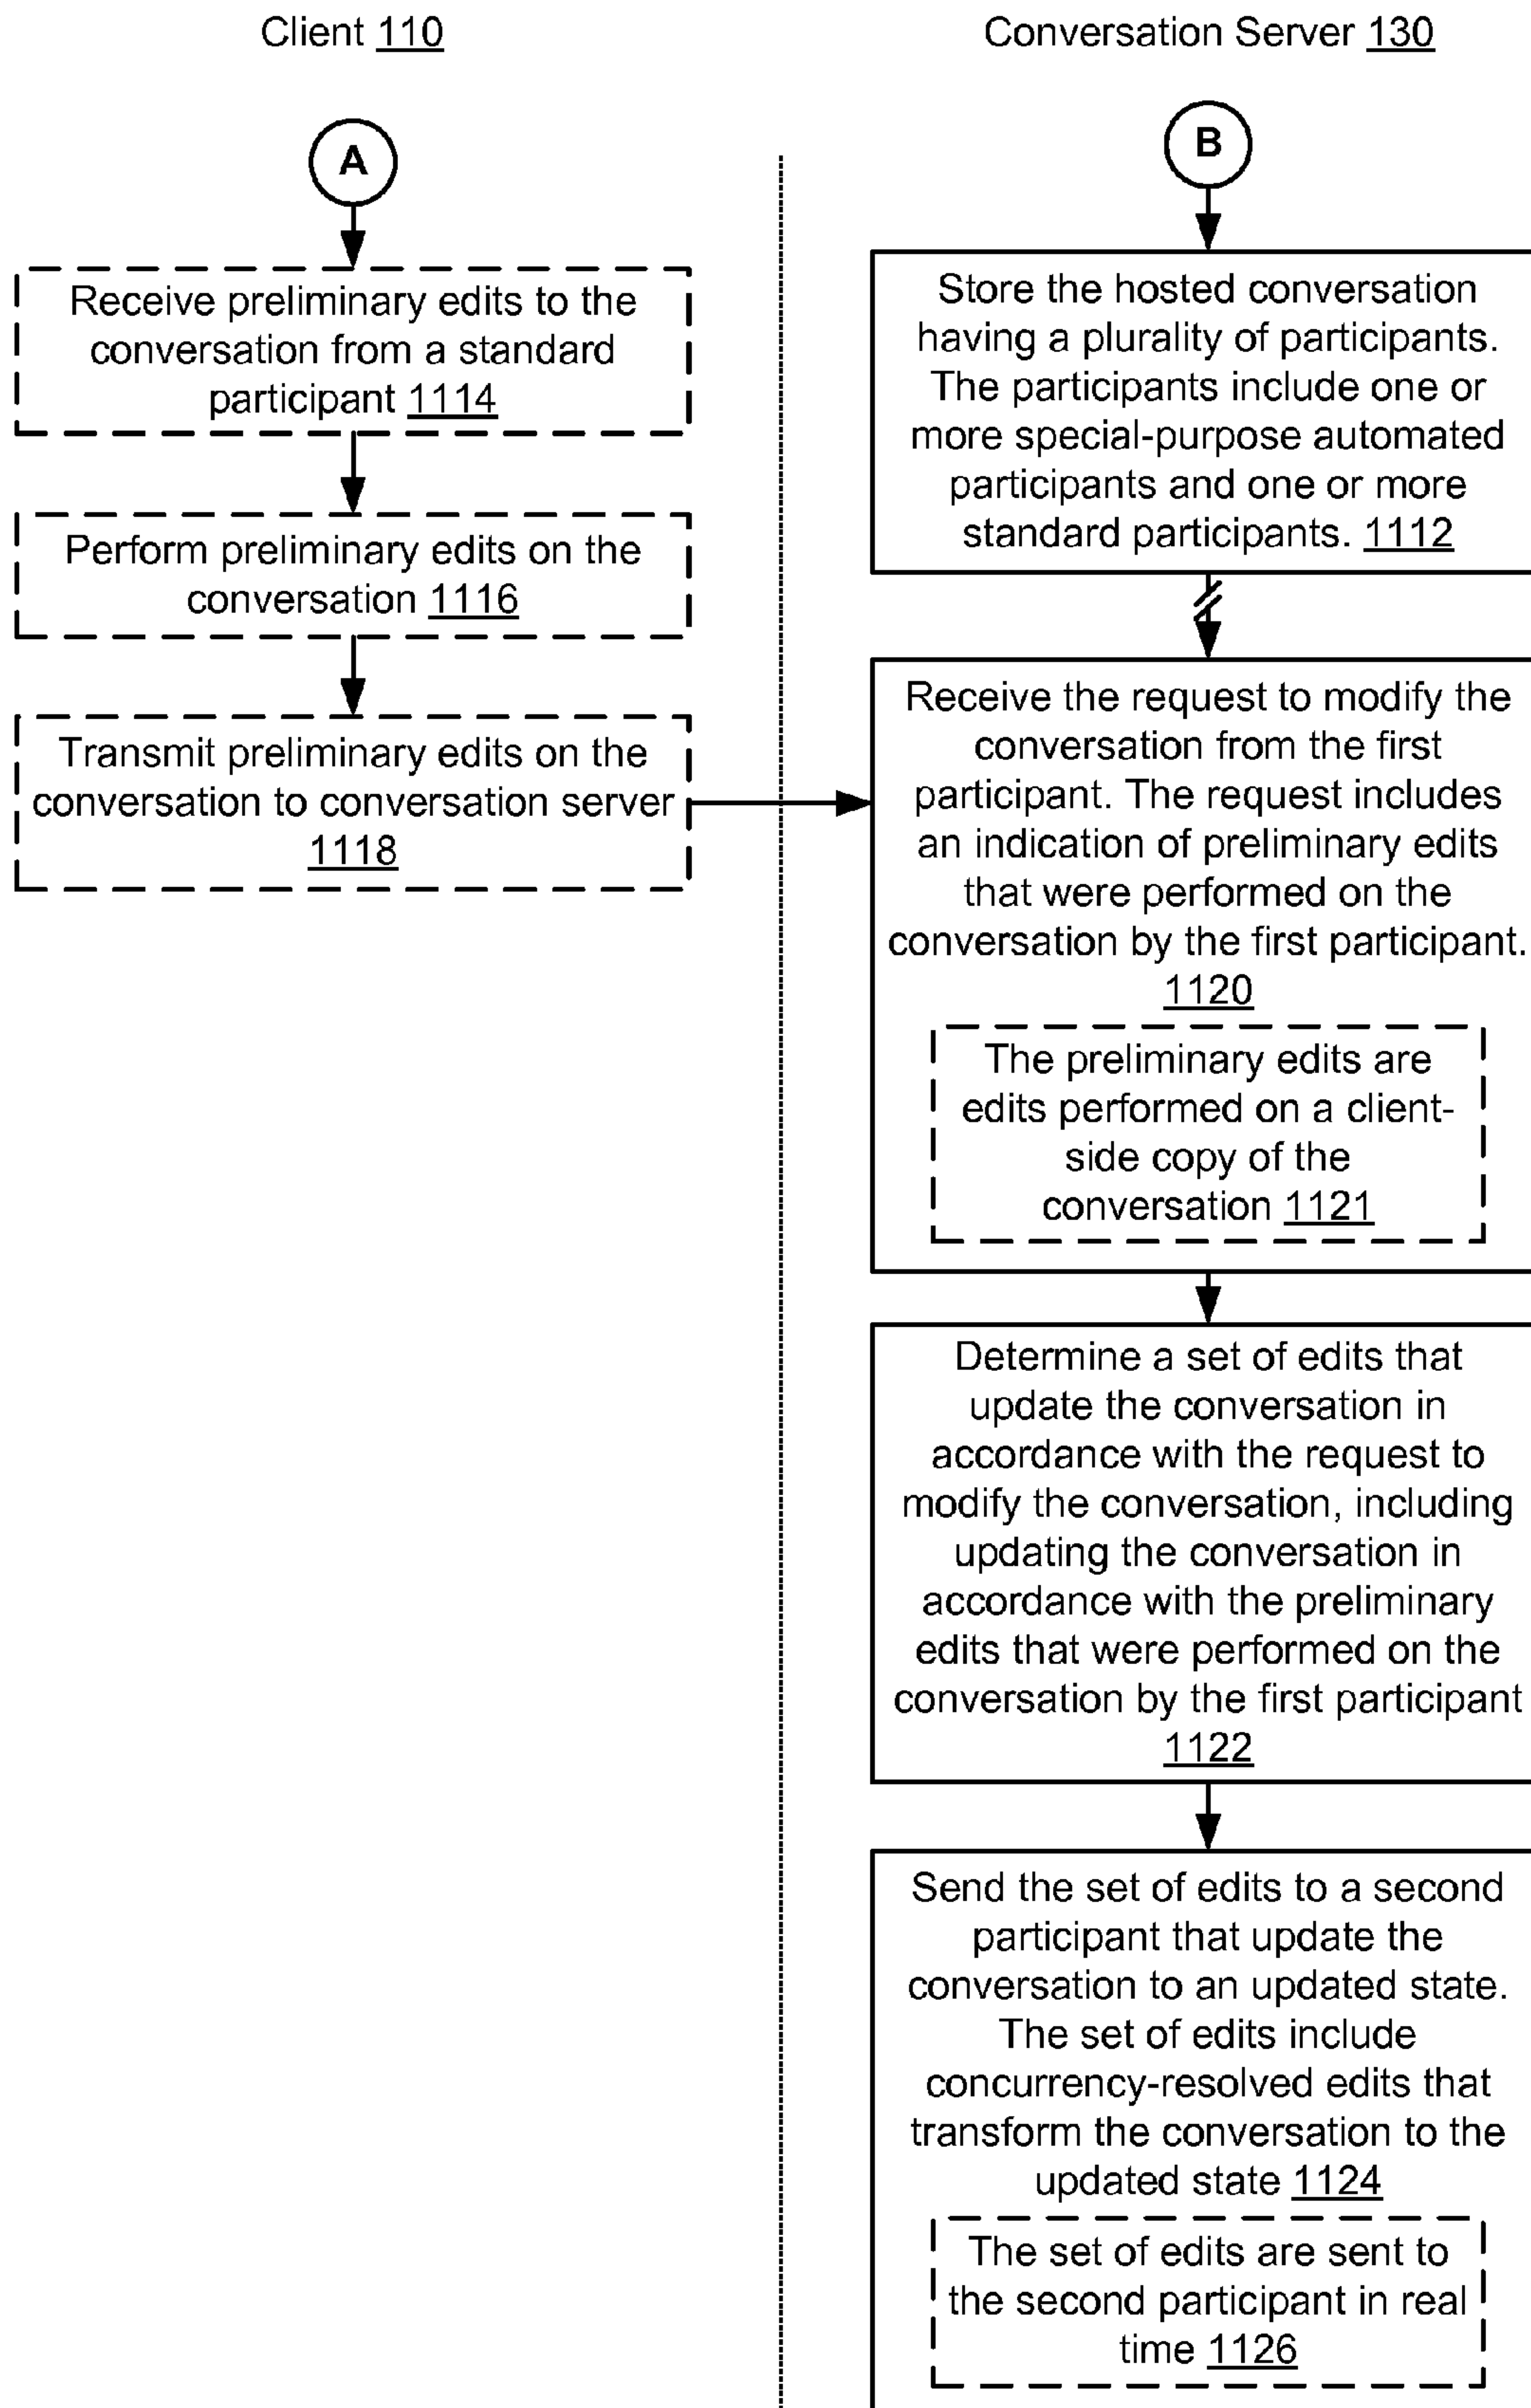 Client 110
A
Receive preliminary edits to the
conversation from a standard
participant 1114
Perform preliminary edits on the
conversation 1116
Transmit preliminary edits on the
conversation to conversation server
1118
Conversation Server 130
B
Store the hosted conversation
having a plurality of participants.
The participants include one or
more special-purpose automated
participants and one or more
standard participants. 1112
Receive the request to modify the
conversation from the first
participant. The request includes
an indication of preliminary edits
that were performed on the
conversation by the first participant.
1120
The preliminary edits are
edits performed on a client-
side copy of the
conversation 1121
Determine a set of edits that
update the conversation in
accordance with the request to
modify the conversation, including
updating the conversation in
accordance with the preliminary
edits that were performed on the
conversation by the first participant
1122
Send the set of edits to a second
participant that update the
conversation to an updated state.
The set of edits include
concurrency-resolved edits that
transform the conversation to the
updated state 1124
The set of edits are sent to
the second participant in real
time 1126